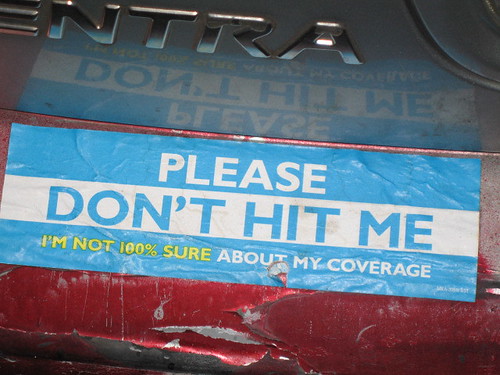 ENTRA
PLEASE
DON'T HIT ME
I'M NOT 100% SURE ABOUT MY COVERAGE